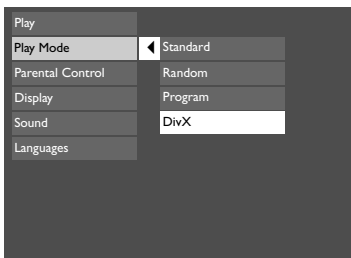 Play
Play Mode
Standard
Parental Control
Random
Display
Program
Sound
DivX
Languages